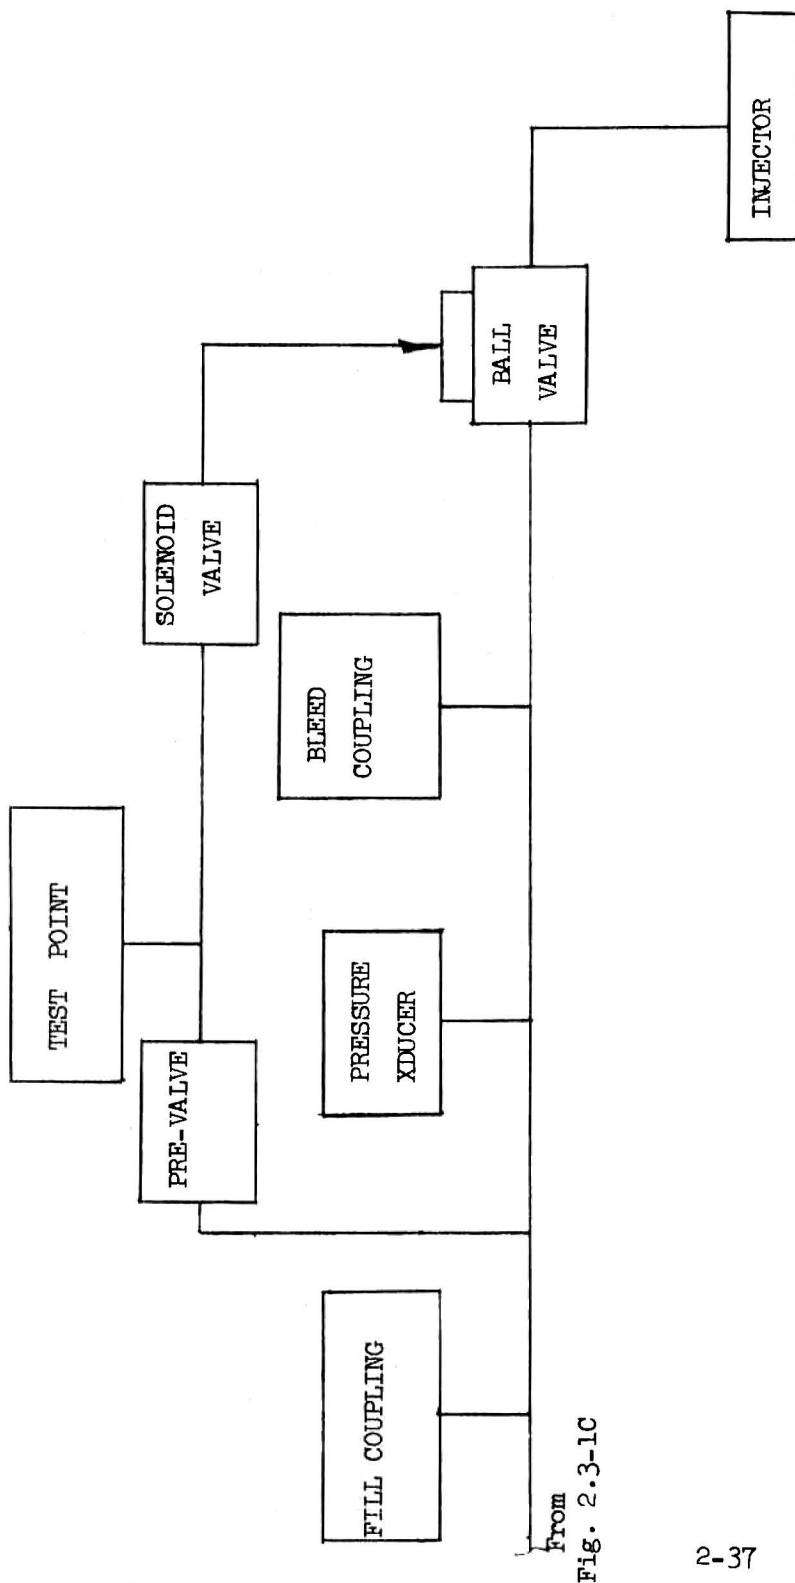 TEST POINT
PRE-VALVE
SOLENOID
VALVE
FILL COUPLING
PRESSURE
XDUCER
BLEED
COUPLING
BALL
VALVE
INJECTOR
From
Fig. 2.3-1C
2-37